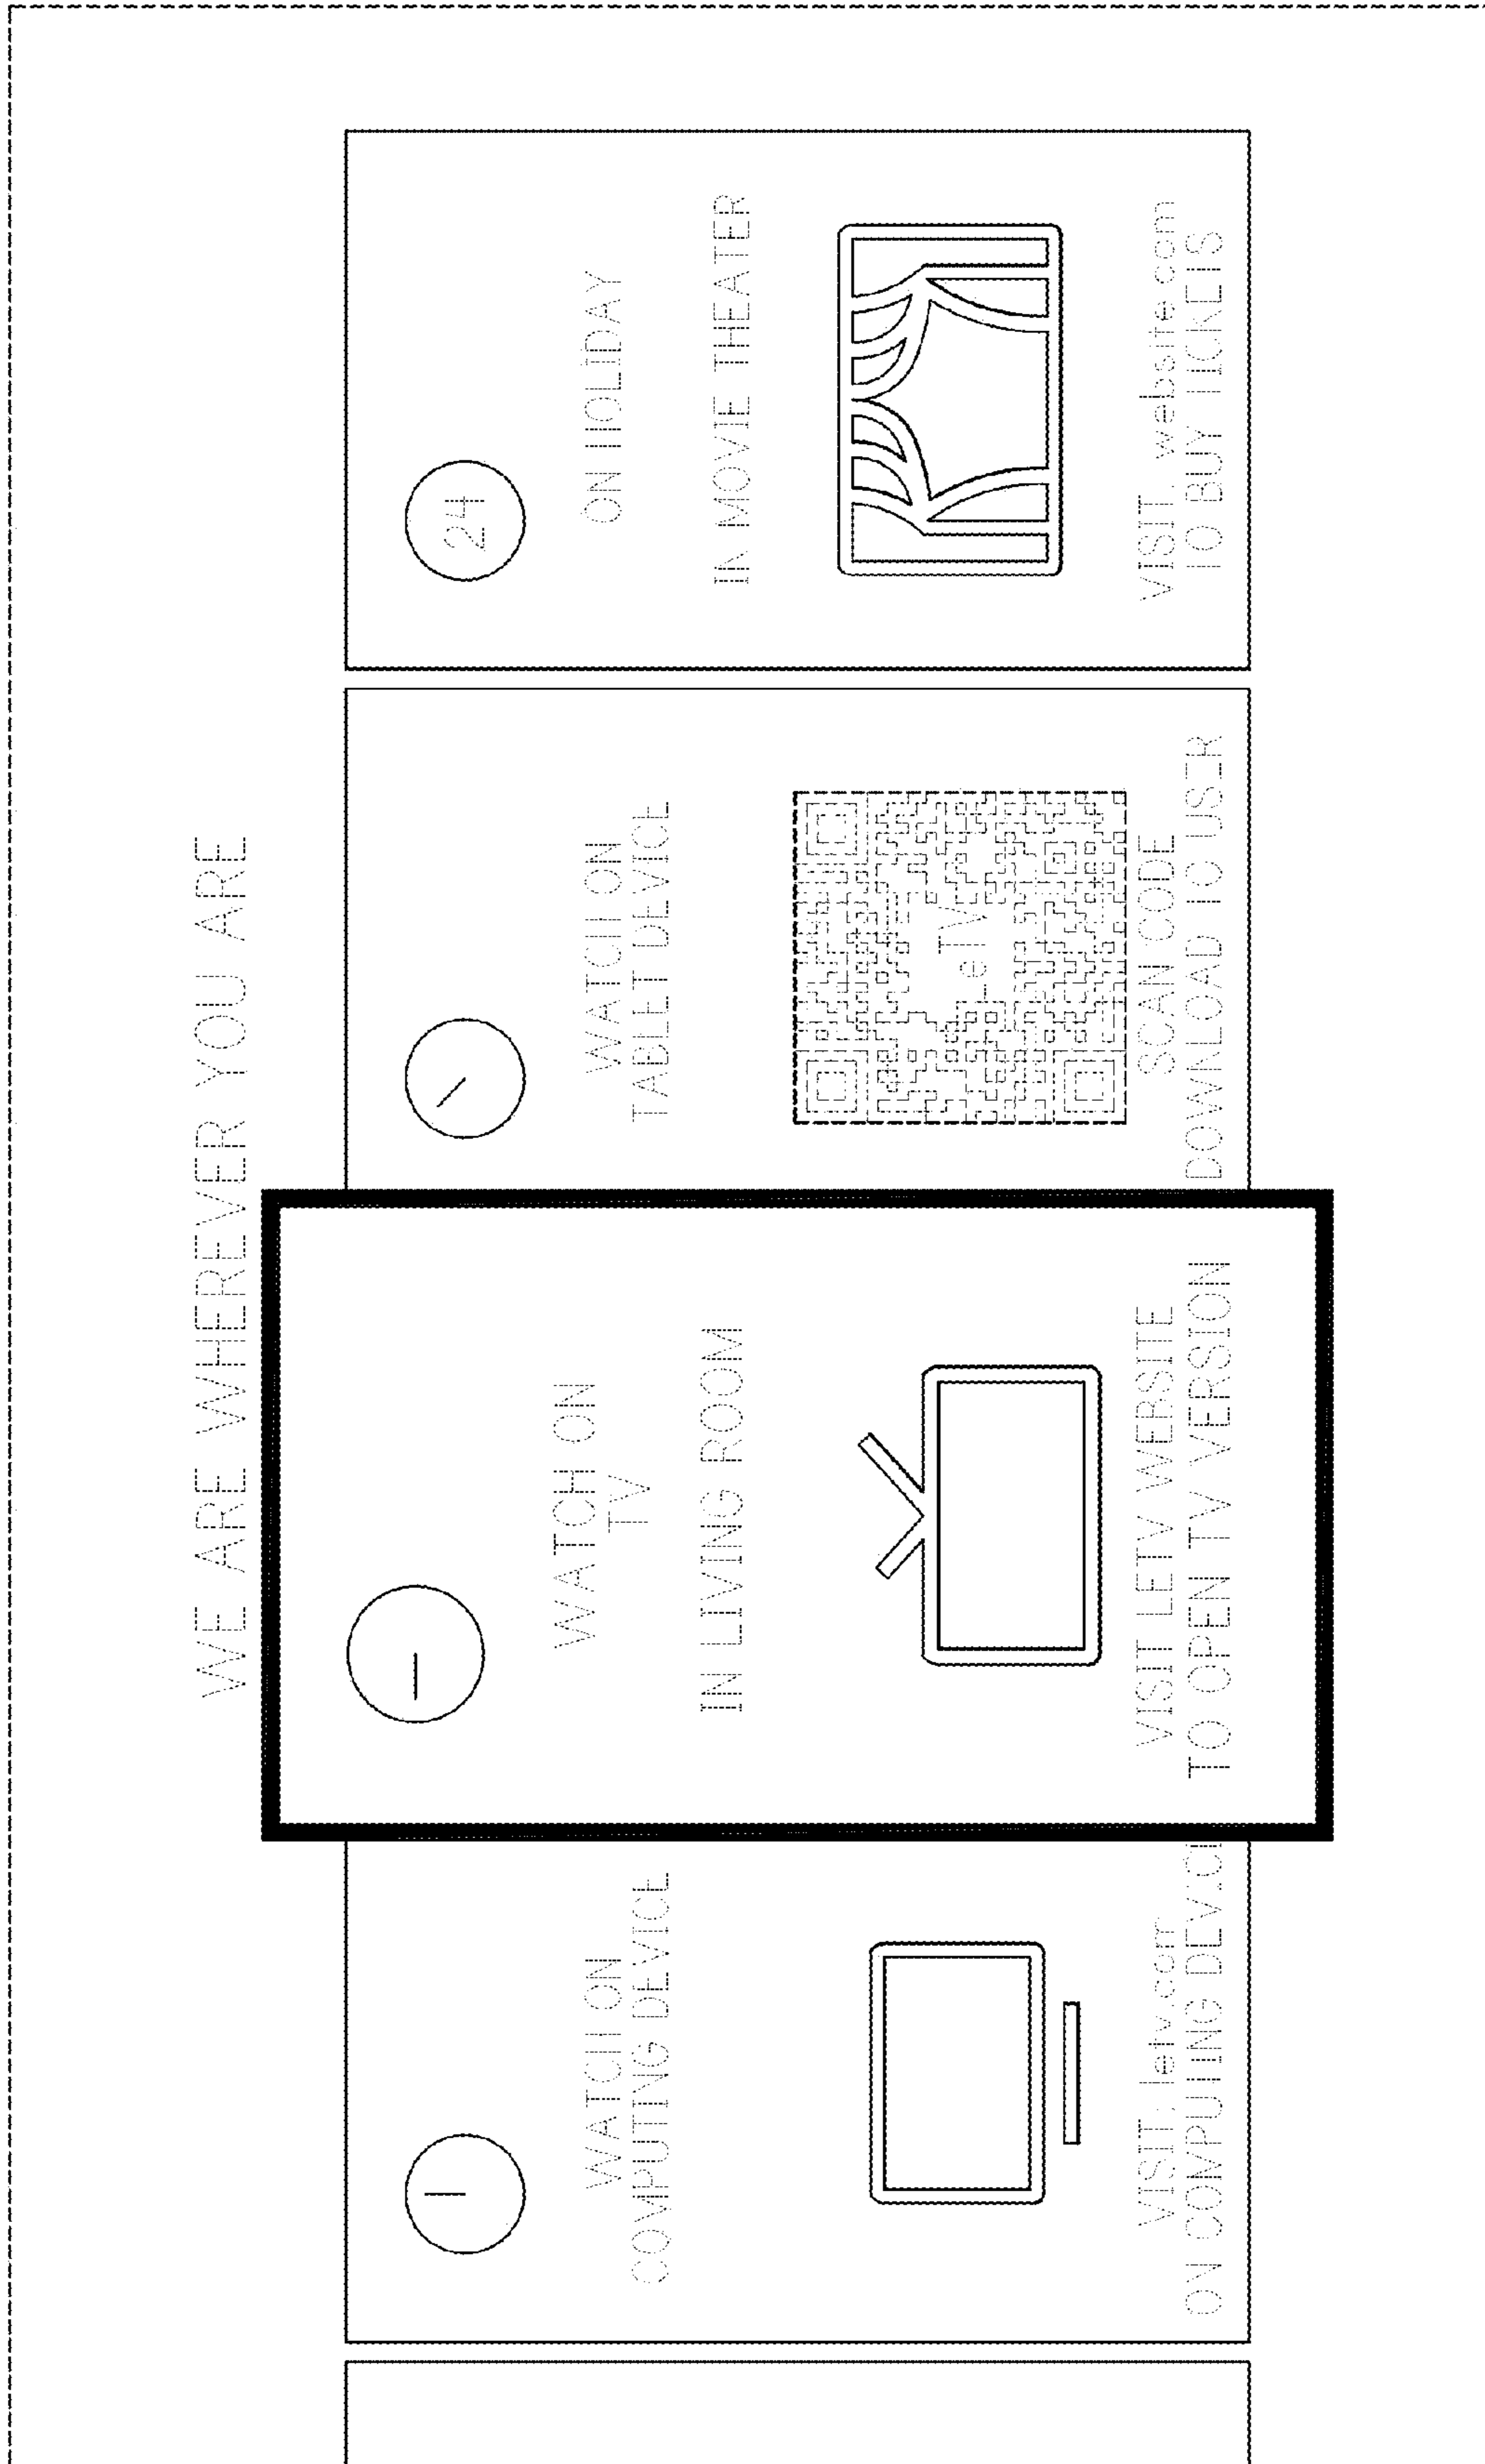 WE ARE WHEREVER YOU ARE
WATCH ON
COMPUTING DEVICE
VISIT: letv.com
ON COMPUTING DEVIC
WATCH ON
TV
IN LIVING ROOM
VISIT LETV WEBSITE
TO OPEN TV VERSION
WATCH ON
TABLET DEVICE
LeTV
SCAN CODE
DOWNLOAD TO USER
24
ON HOLIDAY
IN MOVIE THEATER
VISIT. website.com
TO BUY TICKETS